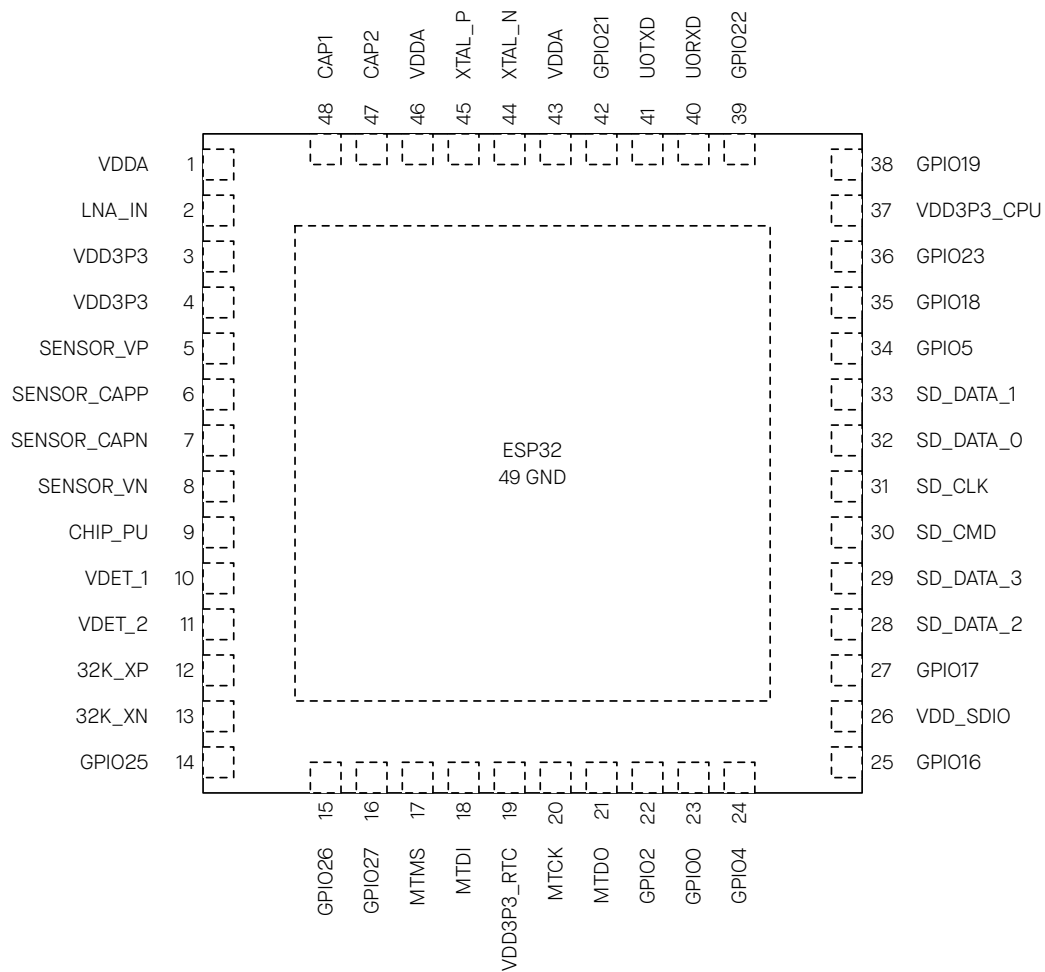 CAP1
CAP2
VDDA
XTAL_P
XTAL_N
VDDA
GPIO21
U0TXD
U0RXD
GPIO22
48
47
46
45
44
43
42
41
40
39
VDDA 1
LNA_IN 2
VDD3P3 3
VDD3P3 4
SENSOR_VP 5
SENSOR_CAPP 6
SENSOR_CAPN 7
SENSOR_VN 8
CHIP_PU 9
VDET_1 10
VDET_2 11
32K_XP 12
32K_XN 13
GPIO25 14
ESP32
49 GND
38 GPIO19
37 VDD3P3_CPU
36 GPIO23
35 GPIO18
34 GPIO5
33 SD_DATA_1
32 SD_DATA_0
31 SD_CLK
30 SD_CMD
29 SD_DATA_3
28 SD_DATA_2
27 GPIO17
26 VDD_SDIO
25 GPIO16
15
16
17
18
19
20
21
22
23
24
GPIO26
GPIO27
MTMS
MTDI
VDD3P3_RTC
MTCK
MTDO
GPIO2
GPIO0
GPIO4